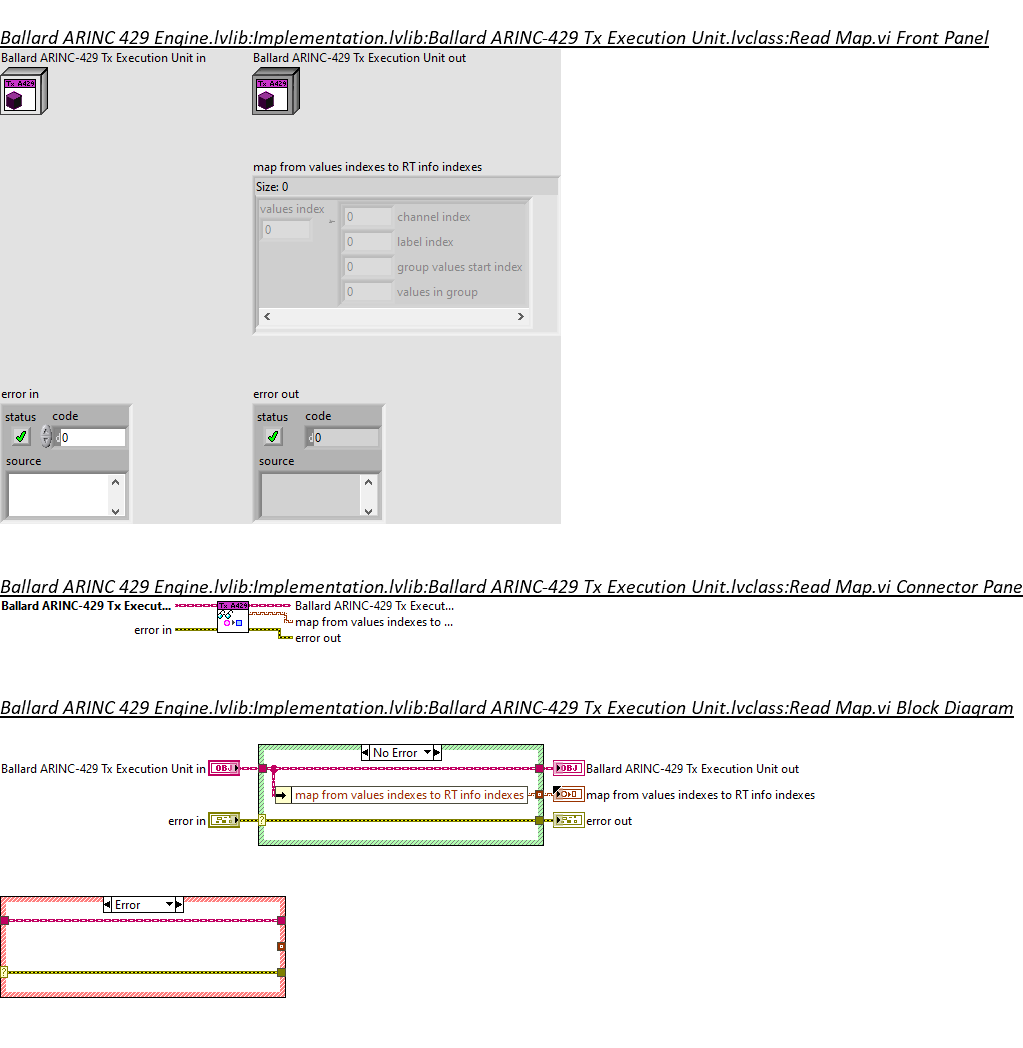 Ballard ARINC 429 Engine.lvlib:Implementation.lvlib:Ballard ARINC-429 Tx Execution Unit.lvclass:Read Map.vi Front Panel
Ballard ARINC-429 Tx Execution Unit in
Ballard ARINC-429 Tx Execution Unit out
Tx A429
Tx A429
map from values indexes to RT info indexes
Size: 0
values index
0
0 channel index
0 label index
0 group values start index
0 values in group
error in
error out
status code
d 0
source
status code
d 0
source
Ballard ARINC 429 Engine.lvlib:Implementation.lvlib:Ballard ARINC-429 Tx Execution Unit.lvclass:Read Map.vi Connector Pane
Ballard ARINC-429 Tx Execut...
Tx A429
Ballard ARINC-429 Tx Execut...
map from values indexes to ...
error in
error out
Ballard ARINC 429 Engine.lvlib:Implementation.lvlib:Ballard ARINC-429 Tx Execution Unit.lvclass:Read Map.vi Block Diagram
No Error
Ballard ARINC-429 Tx Execution Unit in
OBJ
OBJ
Ballard ARINC-429 Tx Execution Unit out
map from values indexes to RT info indexes
map from values indexes to RT info indexes
error in
?
error out
Error
?